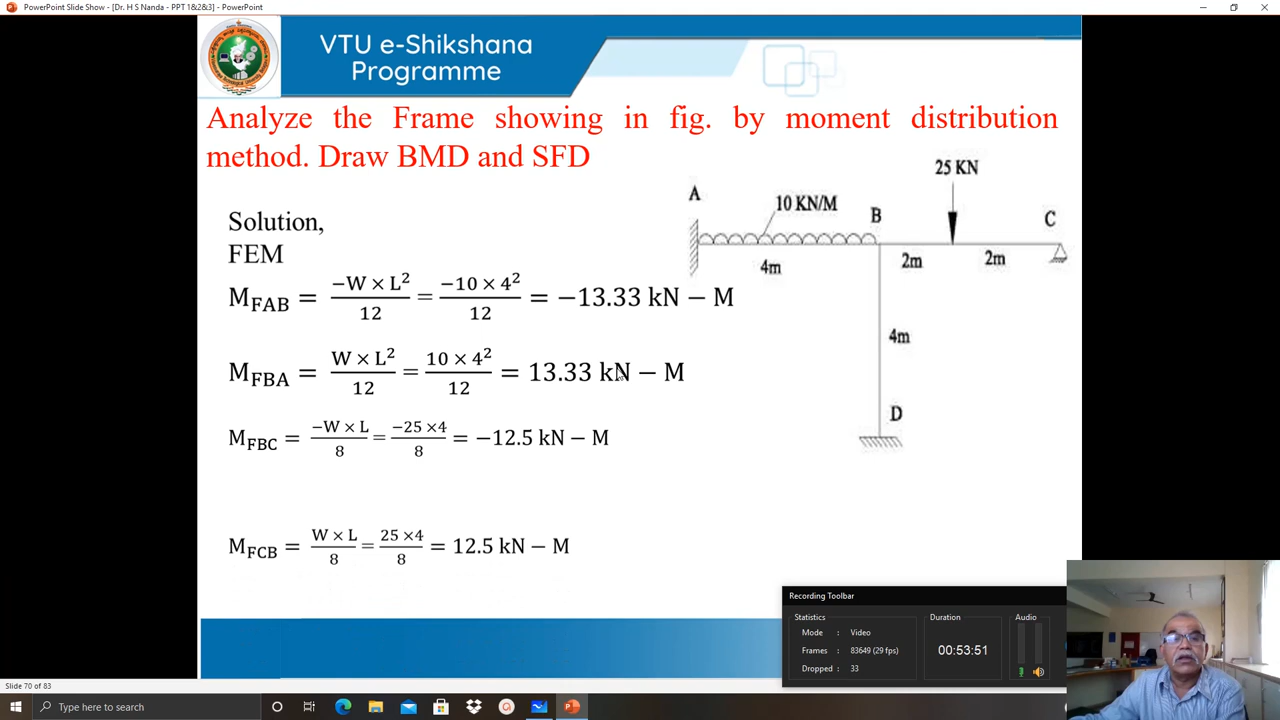 PowerPoint Slide Show - [Dr. H S Nanda - PPT 1&2&3] - PowerPoint
VTU e-Shikshana
Programme
Analyze the Frame showing in fig. by moment distribution
method. Draw BMD and SFD
Solution,
FEM
M_FAB = −W × L²/12 = −10 × 4²/12 = −13.33 kN − M
M_FBA = W × L²/12 = 10 × 4²/12 = 13.33 kN − M
M_FBC = −W × L/8 = −25 ×4/8 = −12.5 kN − M
M_FCB = W × L/8 = 25 ×4/8 = 12.5 kN − M
25 KN
A
10 KN/M
B
C
4m
2m
2m
4m
D
Recording Toolbar
Statistics
Mode : Video
Frames : 83649 (29 fps)
Dropped : 33
Duration
00:53:51
Audio
Slide 70 of 83
Type here to search